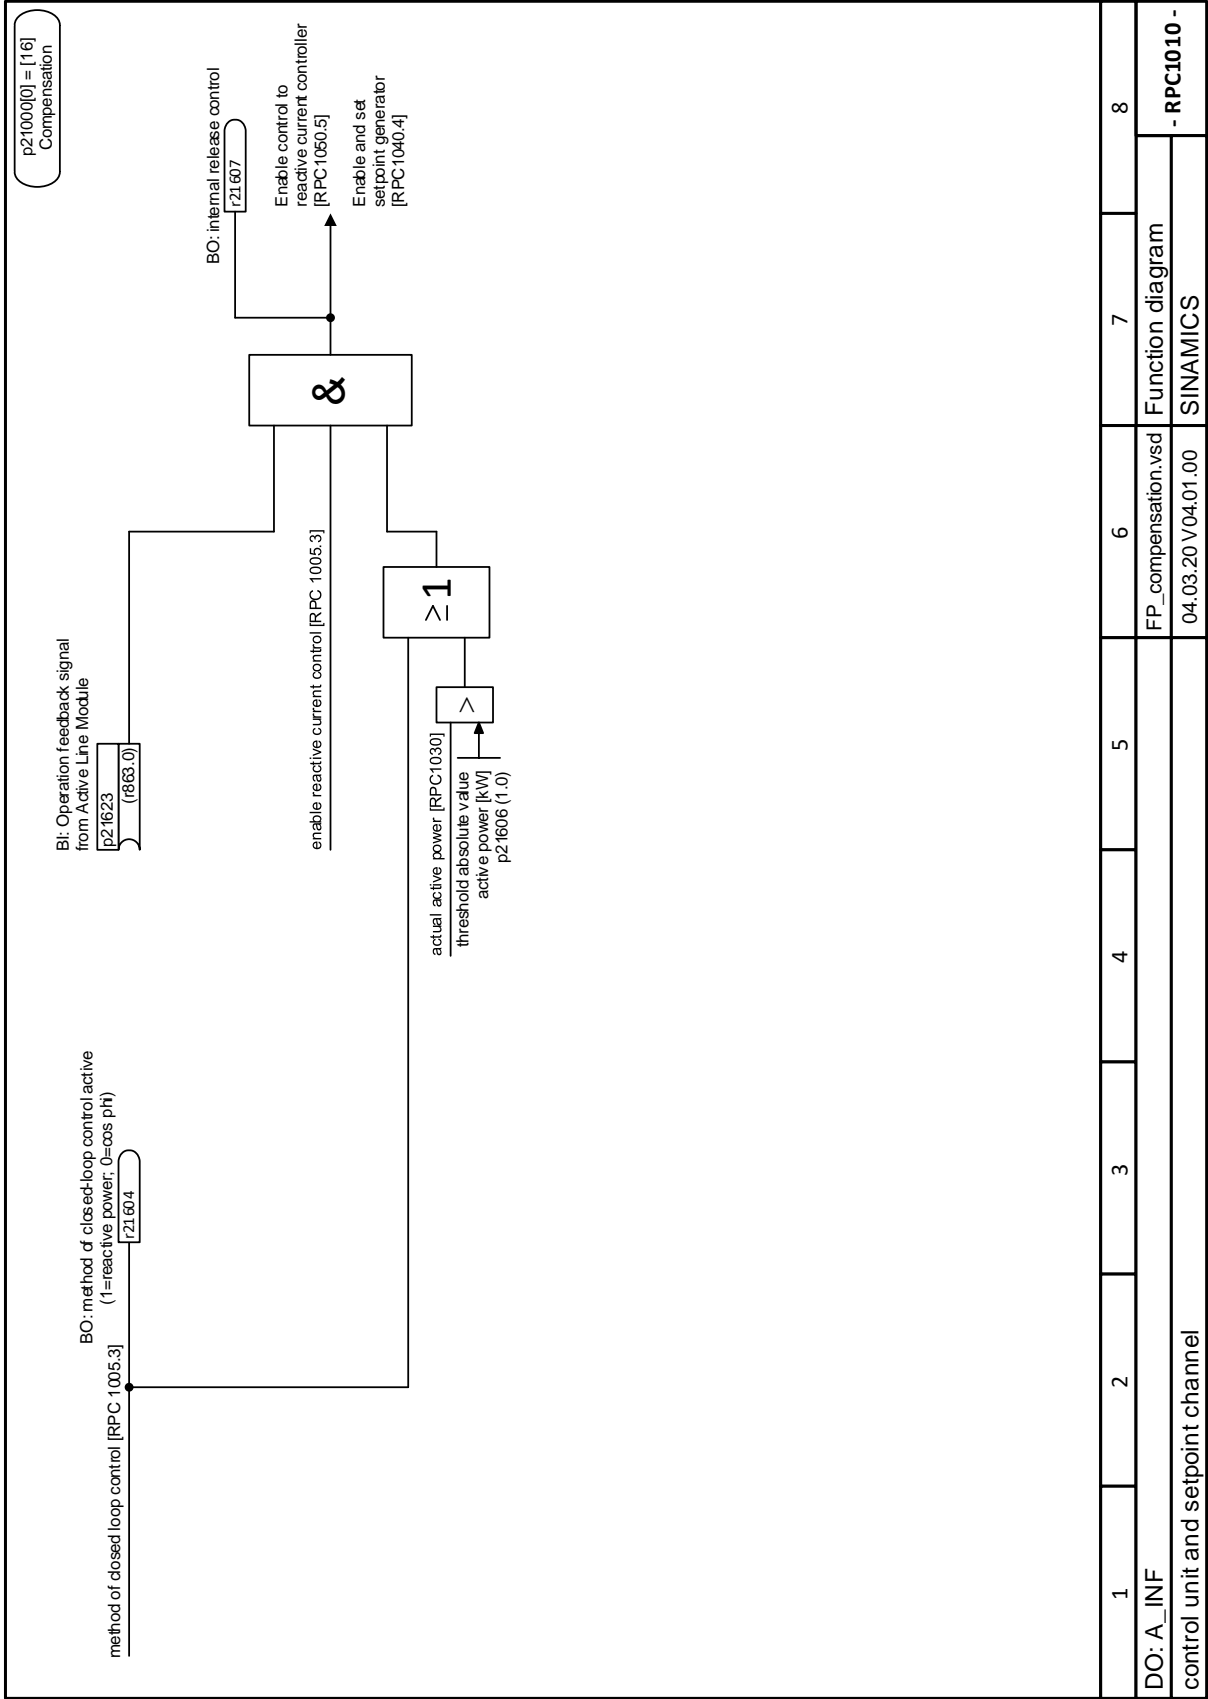 p21000[0] = [16]
Compensation
BO: method of closed-loop control active
(1=reactive power; 0=cos phi)
method of closed loop control [RPC 1005.3]
r21604
BI: Operation feedback signal
from Active Line Module
p21623
(r863.0)
BO: internal release control
r21607
Enable control to
reactive current controller
[RPC1050.5]
Enable and set
setpoint generator
[RPC1040.4]
&
enable reactive current control [RPC 1005.3]
≥1
actual active power [RPC1030]
>
threshold absolute value
active power [kW]
p21606 (1.0)
1 2 3 4 5 6 7 8
DO: A_INF FP_compensation.vsd Function diagram - RPC1010 -
control unit and setpoint channel 04.03.20 V04.01.00 SINAMICS